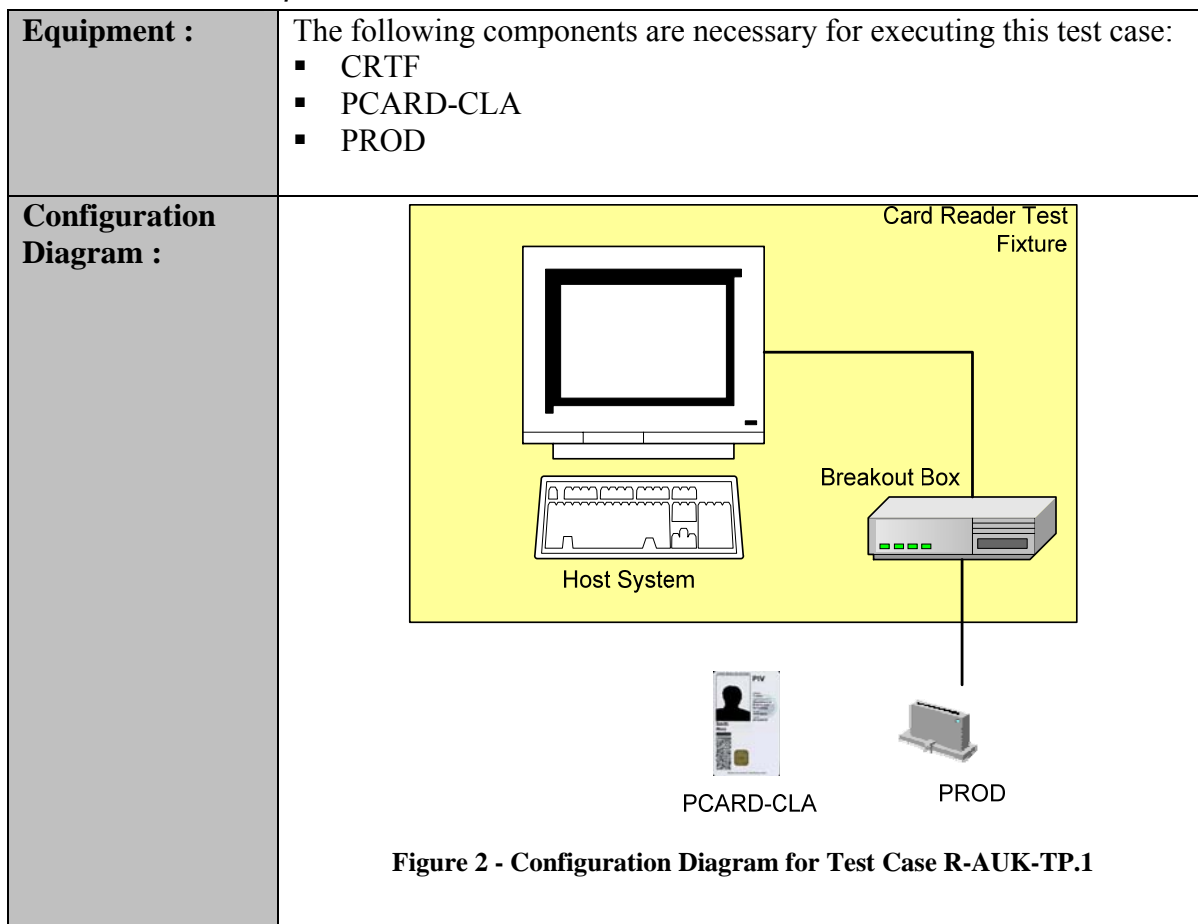 Equipment :
The following components are necessary for executing this test case:
▪ CRTF
▪ PCARD-CLA
▪ PROD
Configuration
Diagram :
Card Reader Test
Fixture
Breakout Box
Host System
PIV
PCARD-CLA
PROD
Figure 2 - Configuration Diagram for Test Case R-AUK-TP.1